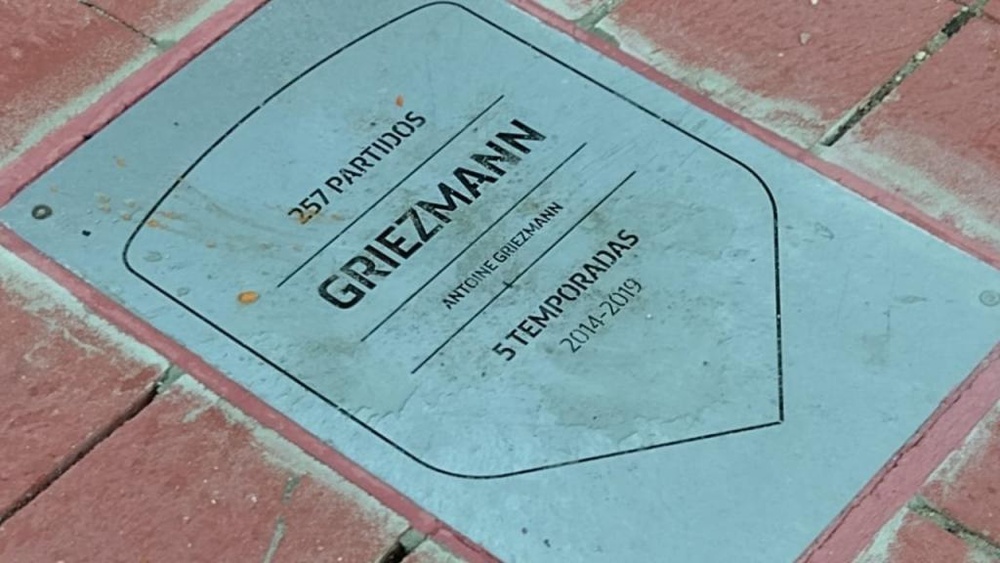 257 PARTIDOS
GRIEZMANN
ANTOINE GRIEZMANN
5 TEMPORADAS
2014-2019